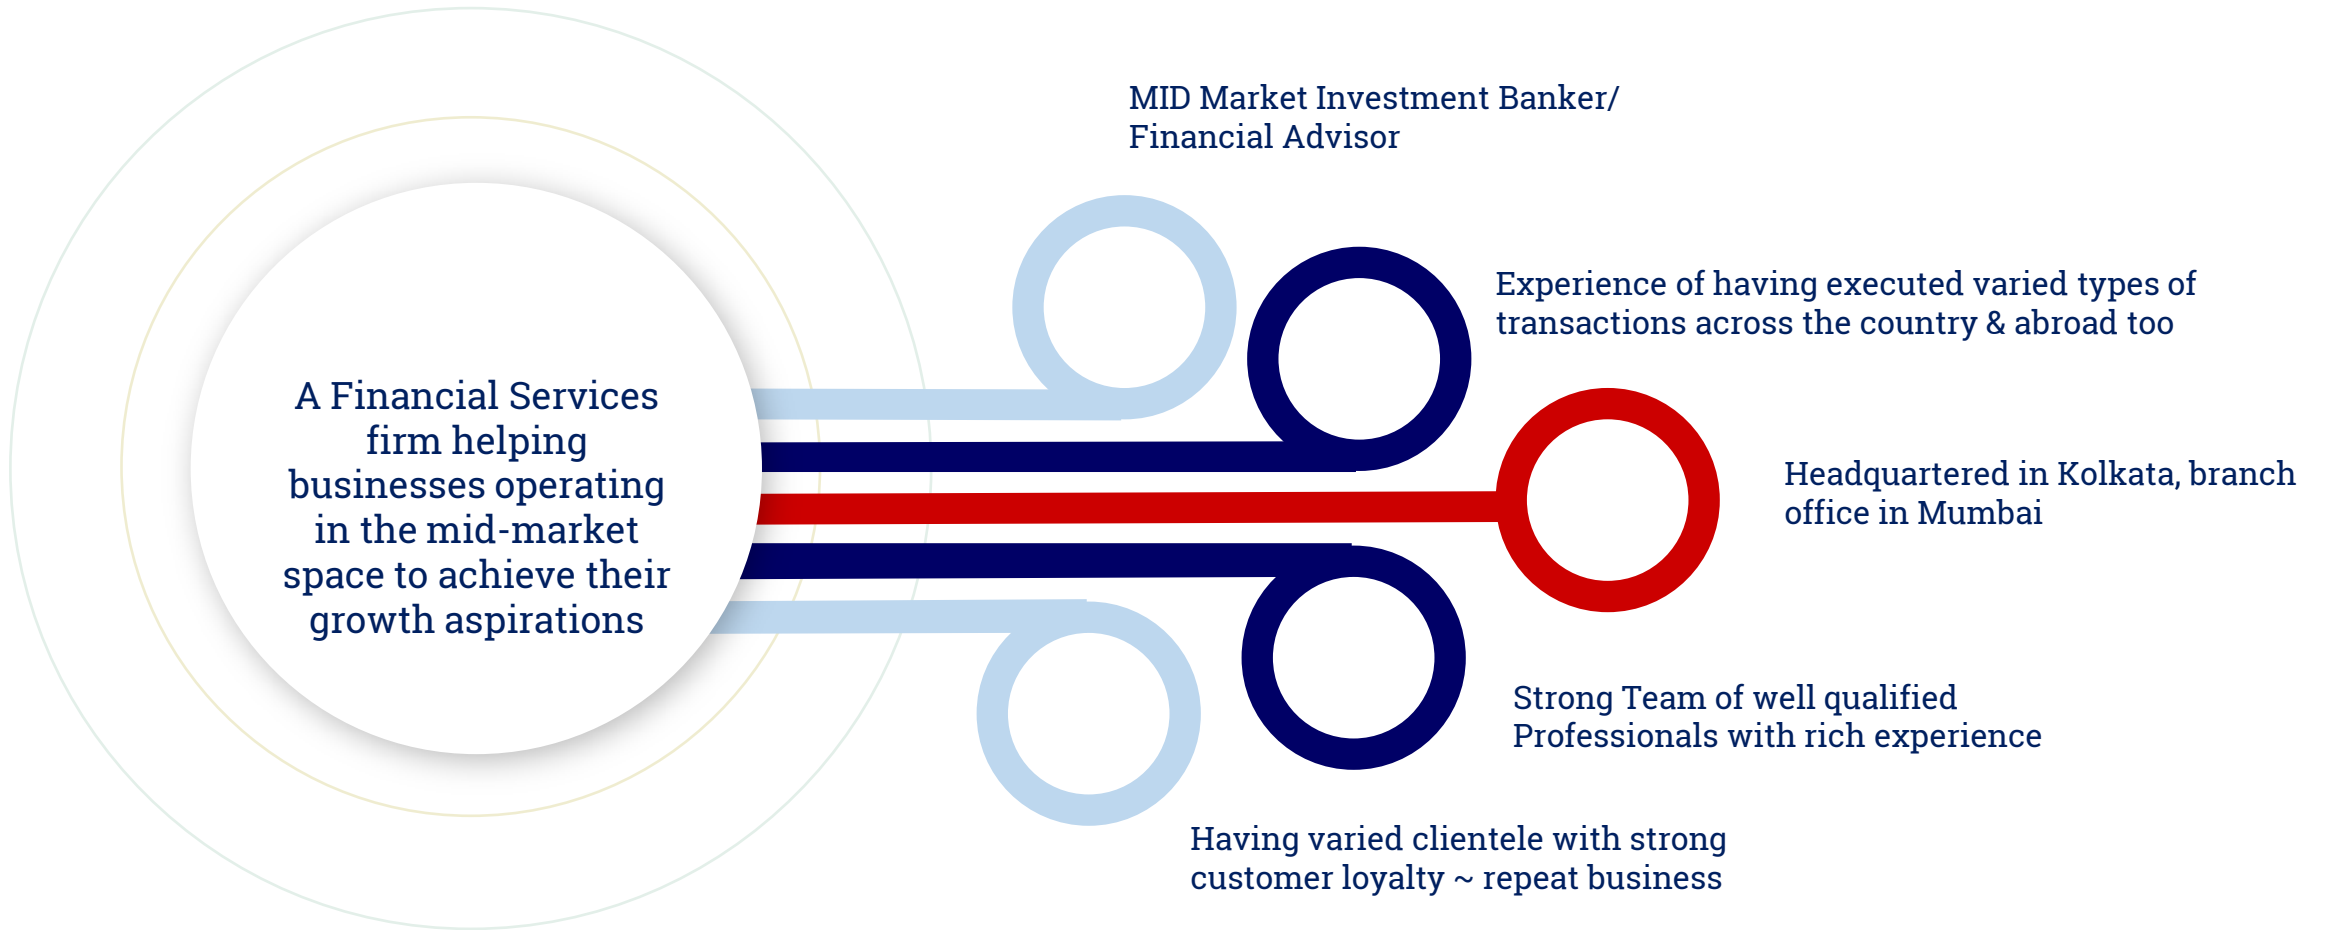 MID Market Investment Banker/
Financial Advisor
Experience of having executed varied types of
transactions across the country & abroad too
A Financial Services
firm helping
businesses operating
in the mid-market
space to achieve their
growth aspirations
Headquartered in Kolkata, branch
office in Mumbai
Strong Team of well qualified
Professionals with rich experience
Having varied clientele with strong
customer loyalty ~ repeat business